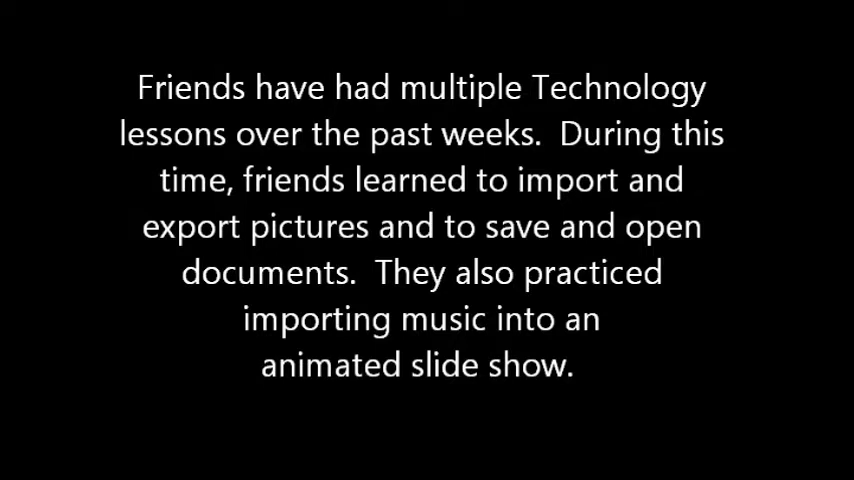 Friends have had multiple Technology
lessons over the past weeks.  During this
time, friends learned to import and
export pictures and to save and open
documents.  They also practiced
importing music into an
animated slide show.